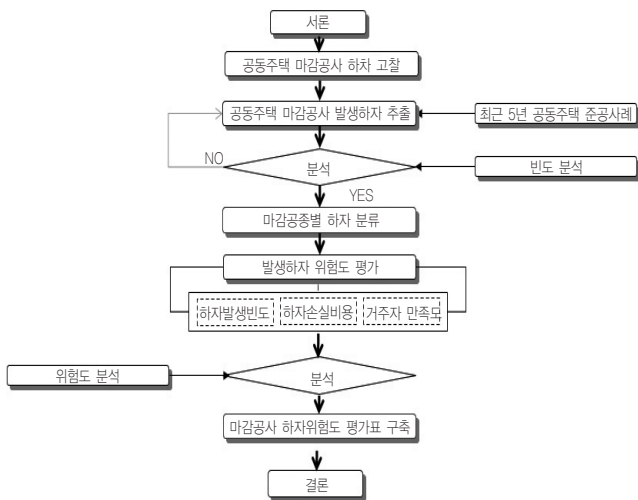 서론
공동주택 마감공사 하차 고찰
공동주택 마감공사 발생하자 추출
최근 5년 공동주택 준공사례
NO
분석
빈도 분석
YES
마감공종별 하자 분류
발생하자 위험도 평가
하자발생빈도
하자손실비용
거주자 만족도
위험도 분석
분석
마감공사 하자위험도 평가표 구축
결론